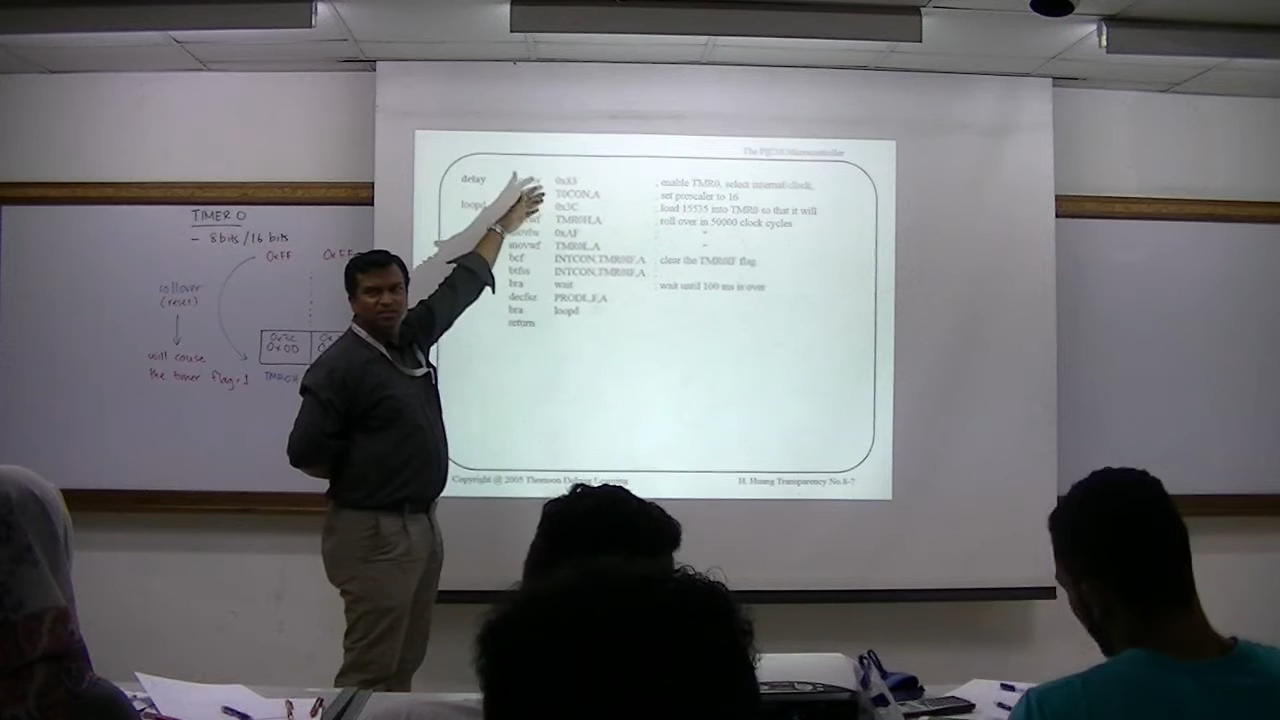 TIMER 0
- 8bits/16 bits
0xFF 0xFF
rollover
(reset)
will cause
the timer flag=1
0x3C
0x00
TMR0H
The PIC18 Microcontroller
delay 0x83 ; enable TMR0, select internal clock,
T0CON,A ; set prescaler to 16
loopd 0x3C ; load 15535 into TMR0 so that it will
TMR0H,A ; roll over in 50000 clock cycles
0xAF ; "
movwf TMR0L,A ; "
bcf INTCON,TMR0IF,A ; clear the TMR0IF flag
btfss INTCON,TMR0IF,A ;
bra wait ; wait until 100 ms is over
decfsz PRODL,F,A
bra loopd
return
Copyright @ 2005 Thomson Delmar Learning
H. Huang Transparency No.8-7